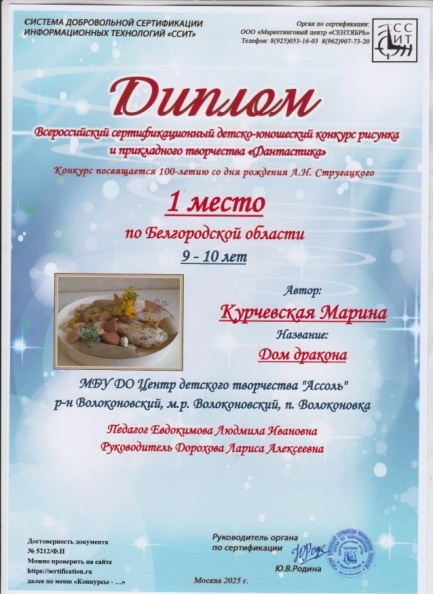 СИСТЕМА ДОБРОВОЛЬНОЙ СЕРТИФИКАЦИИ
ИНФОРМАЦИОННЫХ ТЕХНОЛОГИЙ «ССИТ»
Орган по сертификации:
ООО «Маркетинговый центр «СЕНТЯБРЬ»
Телефон: 8(925)053-16-03 8(962)907-73-20
АС
СИТ
Диплом
Всероссийский сертификационный детско-юношеский конкурс рисунка
и прикладного творчества «Фантастика»
Конкурс посвящается 100-летию со дня рождения А.Н. Стругацкого
1 место
по Белгородской области
9 - 10 лет
Автор:
Курчевская Марина
Название:
Дом дракона
МБУ ДО Центр детского творчества "Ассоль"
р-н Волоконовский, м.р. Волоконовский, п. Волоконовка
Педагог Евдокимова Людмила Ивановна
Руководитель Дорохова Лариса Алексеевна
Достоверность документа
№ 5212/Ф.П
Можно проверить на сайте
https://sertification.ru
далее по меню «Конкурсы - ...»
Руководитель органа
по сертификации
Ю.В.Родина
Москва 2025 г.